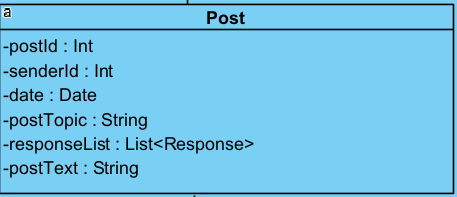 a
Post
-postId : Int
-senderId : Int
-date : Date
-postTopic : String
-responseList : List<Response>
-postText : String